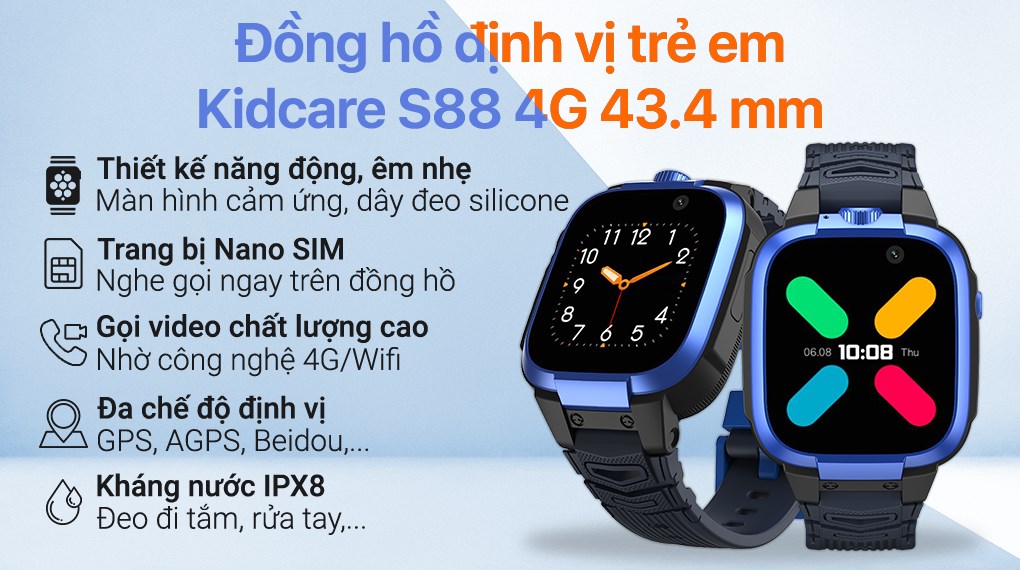 Đồng hồ định vị trẻ em
Kidcare S88 4G 43.4 mm
Thiết kế năng động, êm nhẹ
Màn hình cảm ứng, dây đeo silicone
Trang bị Nano SIM
Nghe gọi ngay trên đồng hồ
Gọi video chất lượng cao
Nhờ công nghệ 4G/Wifi
Đa chế độ định vị
GPS, AGPS, Beidou,...
Kháng nước IPX8
Đeo đi tắm, rửa tay,...
11 12 1
10 2
9 3
8 4
7 6 5
06.08 10:08 Thu